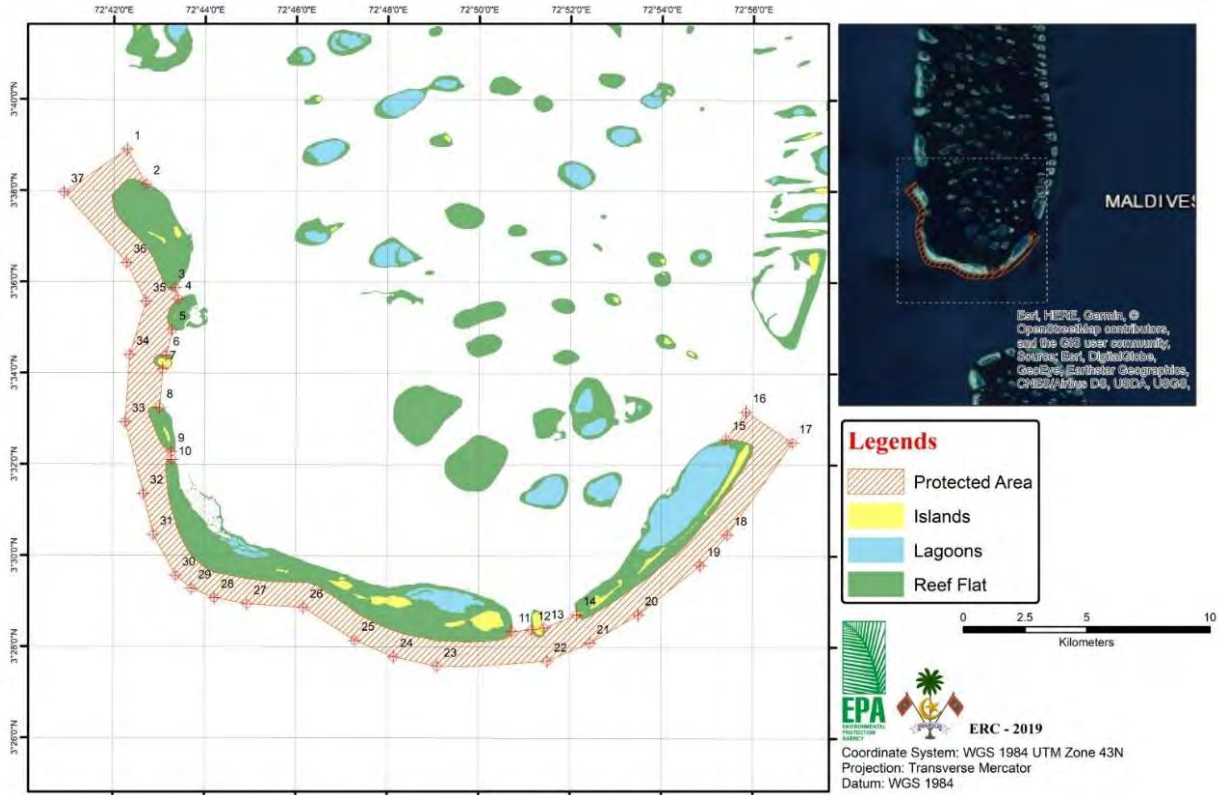 72°42'0"E 72°44'0"E 72°46'0"E 72°48'0"E 72°50'0"E 72°52'0"E 72°54'0"E 72°56'0"E
3°40'0"N
3°38'0"N
3°36'0"N
3°34'0"N
3°32'0"N
3°30'0"N
3°28'0"N
3°26'0"N
1
2
37
36
3
35 4
5
6
34 7
8
33
9
10
32
31
30
29
28
27
26
25
24
23
11 12 13
22
21
14
20
19
18
15
16
17
MALDIVES
Esri, HERE, Garmin, ©
OpenStreetMap contributors,
and the GIS user community,
Source: Esri, DigitalGlobe,
GeoEye, Earthstar Geographics,
CNES/Airbus DS, USDA, USGS,
Legends
Protected Area
Islands
Lagoons
Reef Flat
0 2.5 5 10
Kilometers
EPA
ENVIRONMENTAL
PROTECTION
AGENCY
ERC - 2019
Coordinate System: WGS 1984 UTM Zone 43N
Projection: Transverse Mercator
Datum: WGS 1984